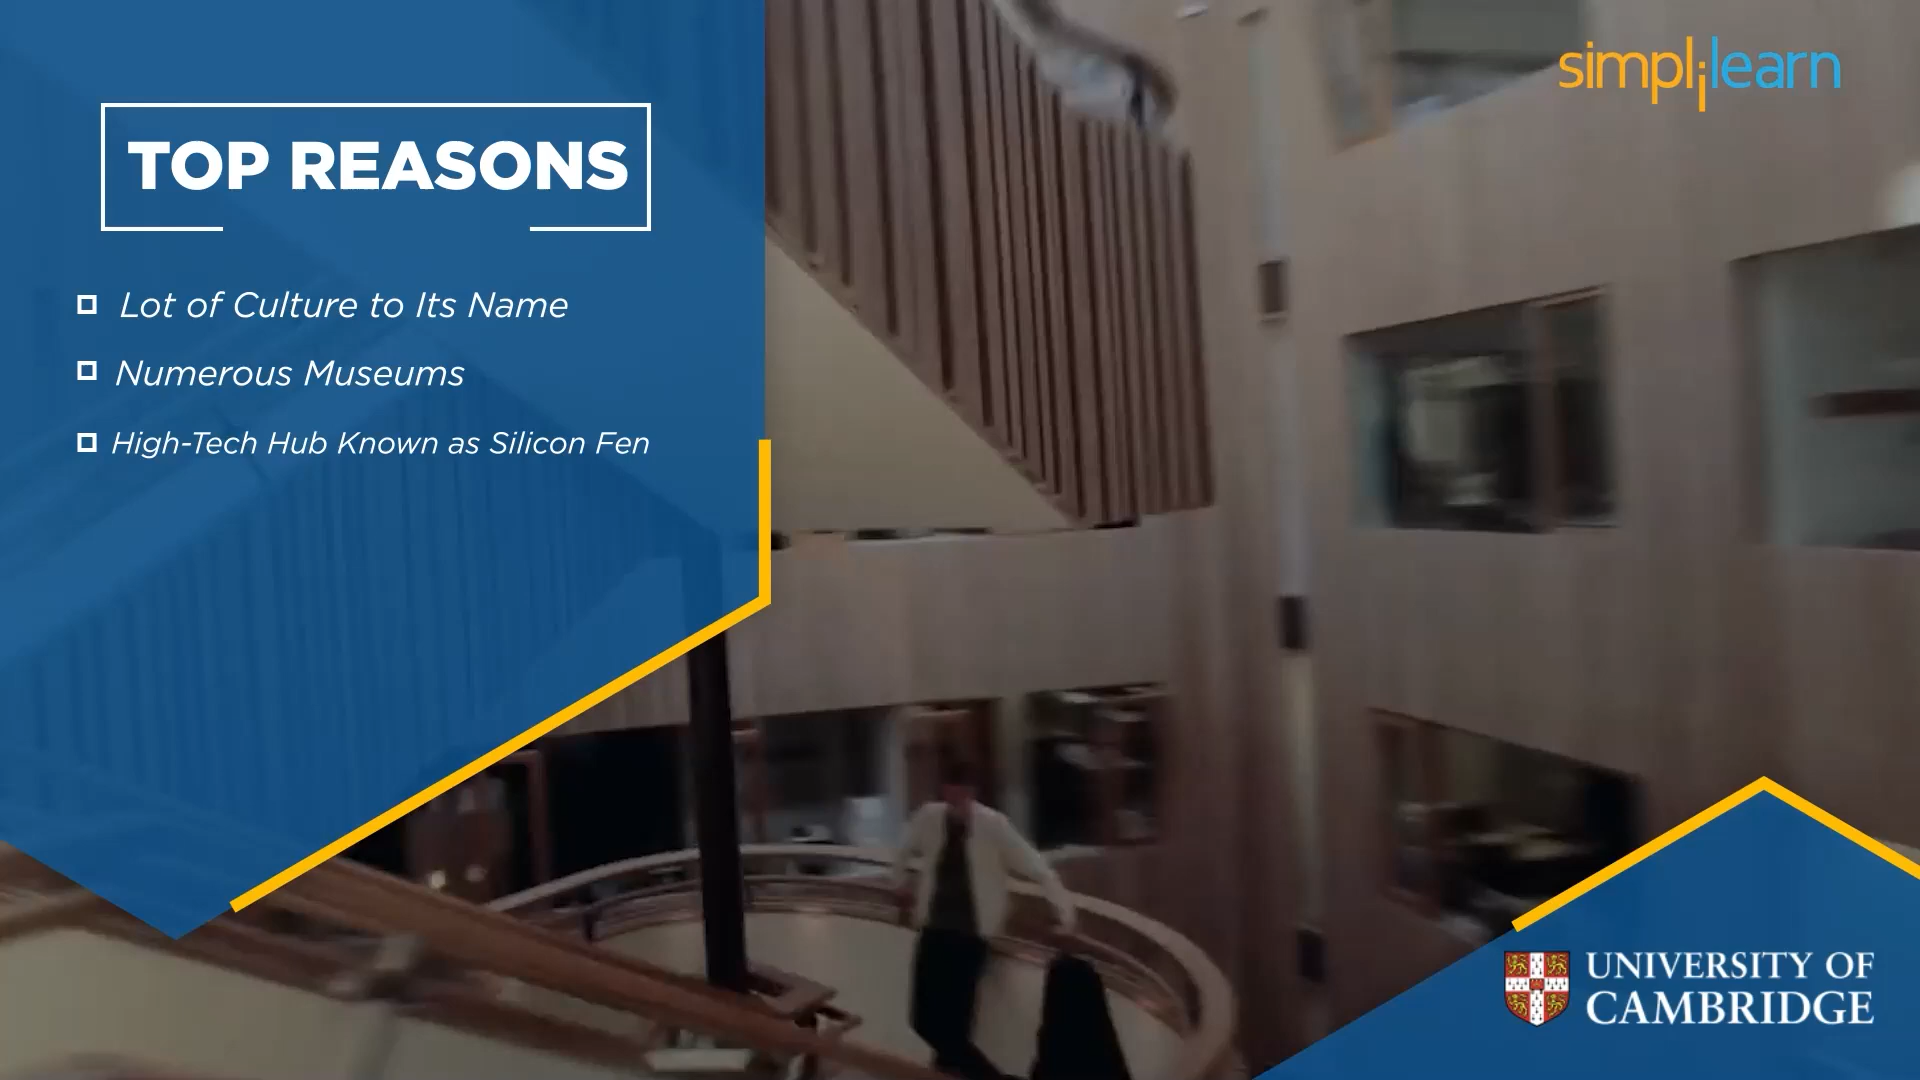 simplilearn
TOP REASONS
Lot of Culture to Its Name
Numerous Museums
High-Tech Hub Known as Silicon Fen
UNIVERSITY OF
CAMBRIDGE